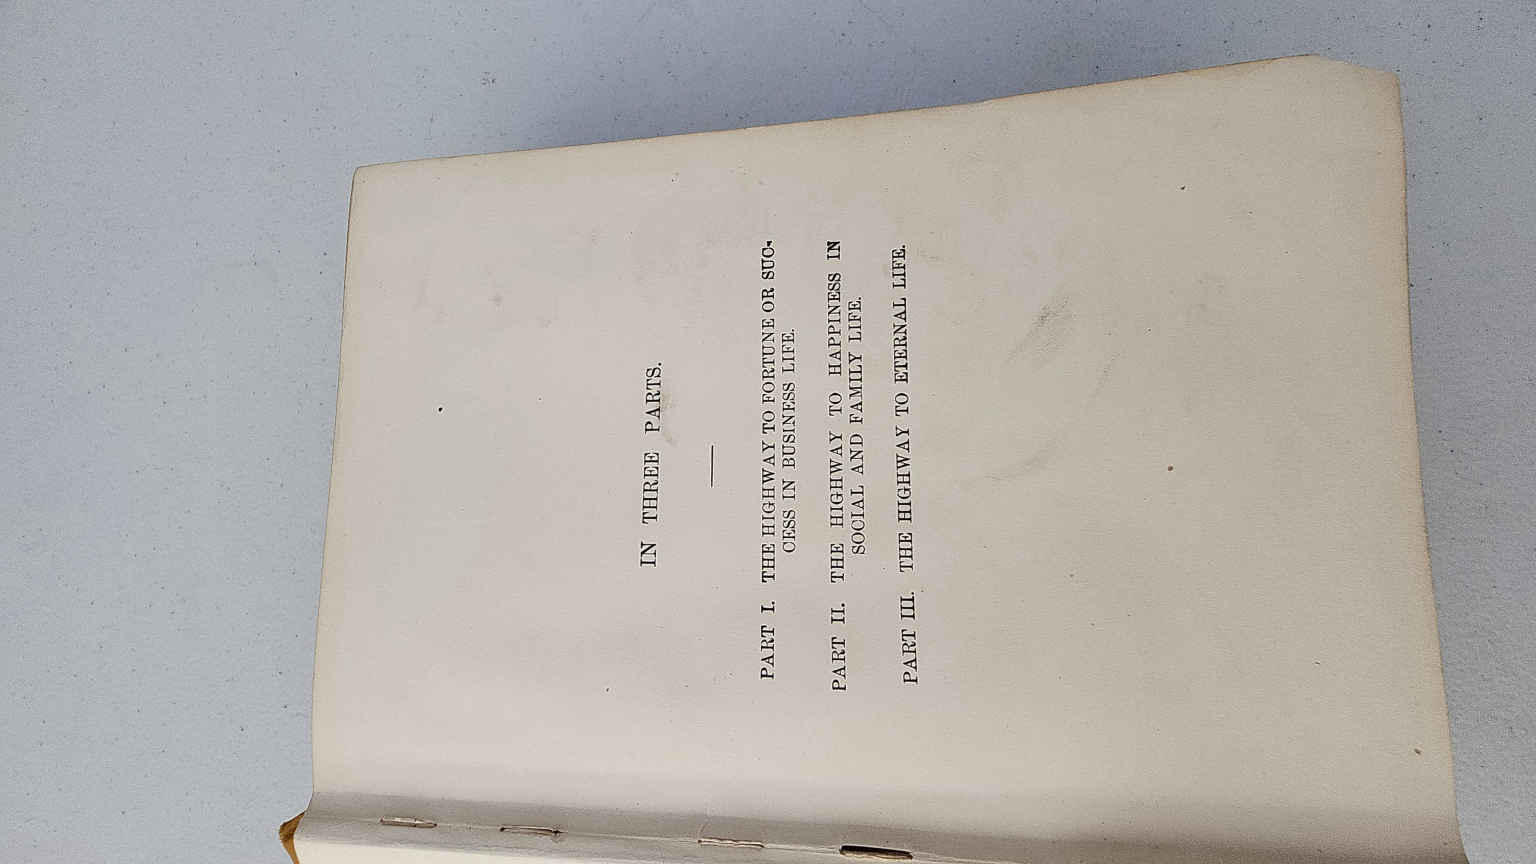 IN THREE PARTS.
PART I. THE HIGHWAY TO FORTUNE OR SUC-
CESS IN BUSINESS LIFE.
PART II. THE HIGHWAY TO HAPPINESS IN
SOCIAL AND FAMILY LIFE.
PART III. THE HIGHWAY TO ETERNAL LIFE.